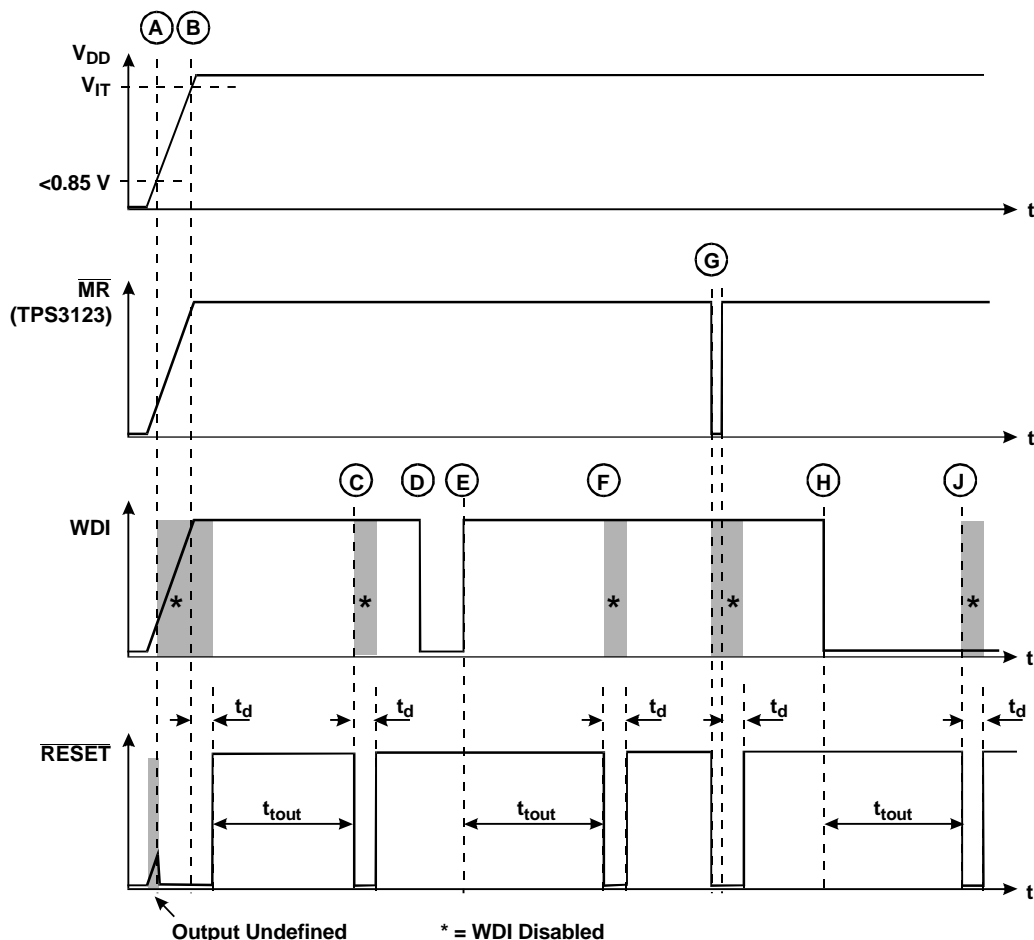 A B
VDD
VIT
<0.85 V
t
G
MR
(TPS3123)
t
C D E F H J
WDI
* * * * *
t
td td td td td
RESET
ttout ttout ttout
t
Output Undefined * = WDI Disabled